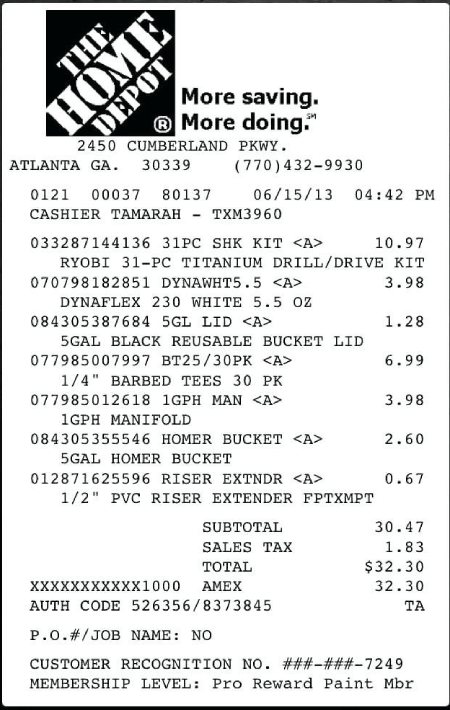 THE
HOME
DEPOT
®
More saving.
More doing.℠
2450 CUMBERLAND PKWY.
ATLANTA GA. 30339 (770)432-9930
0121 00037 80137 06/15/13 04:42 PM
CASHIER TAMARAH - TXM3960
033287144136 31PC SHK KIT <A> 10.97
RYOBI 31-PC TITANIUM DRILL/DRIVE KIT
070798182851 DYNAWHT5.5 <A> 3.98
DYNAFLEX 230 WHITE 5.5 OZ
084305387684 5GL LID <A> 1.28
5GAL BLACK REUSABLE BUCKET LID
077985007997 BT25/30PK <A> 6.99
1/4" BARBED TEES 30 PK
077985012618 1GPH MAN <A> 3.98
1GPH MANIFOLD
084305355546 HOMER BUCKET <A> 2.60
5GAL HOMER BUCKET
012871625596 RISER EXTNDR <A> 0.67
1/2" PVC RISER EXTENDER FPTXMPT
SUBTOTAL 30.47
SALES TAX 1.83
TOTAL $32.30
XXXXXXXXXXX1000 AMEX 32.30
AUTH CODE 526356/8373845 TA
P.O.#/JOB NAME: NO
CUSTOMER RECOGNITION NO. ###-###-7249
MEMBERSHIP LEVEL: Pro Reward Paint Mbr